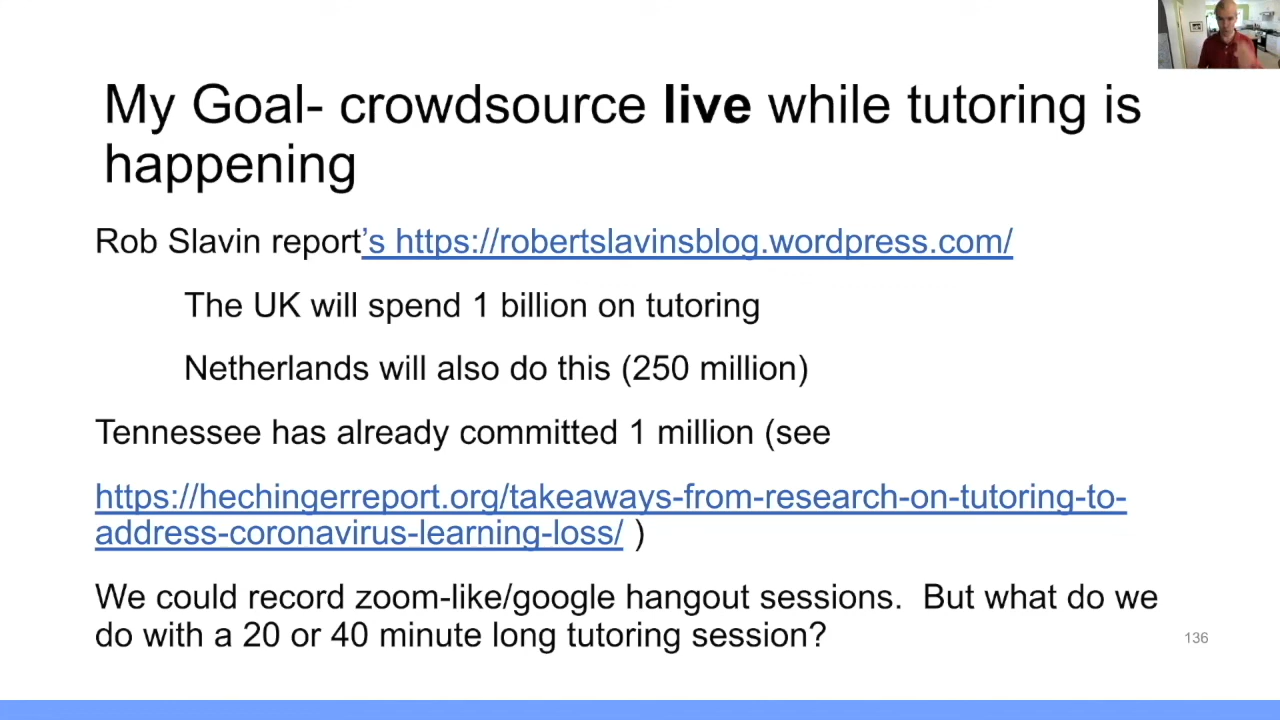 My Goal- crowdsource live while tutoring is
happening
Rob Slavin report's https://robertslavinsblog.wordpress.com/
The UK will spend 1 billion on tutoring
Netherlands will also do this (250 million)
Tennessee has already committed 1 million (see
https://hechingerreport.org/takeaways-from-research-on-tutoring-to-
address-coronavirus-learning-loss/ )
We could record zoom-like/google hangout sessions.  But what do we
do with a 20 or 40 minute long tutoring session?
136